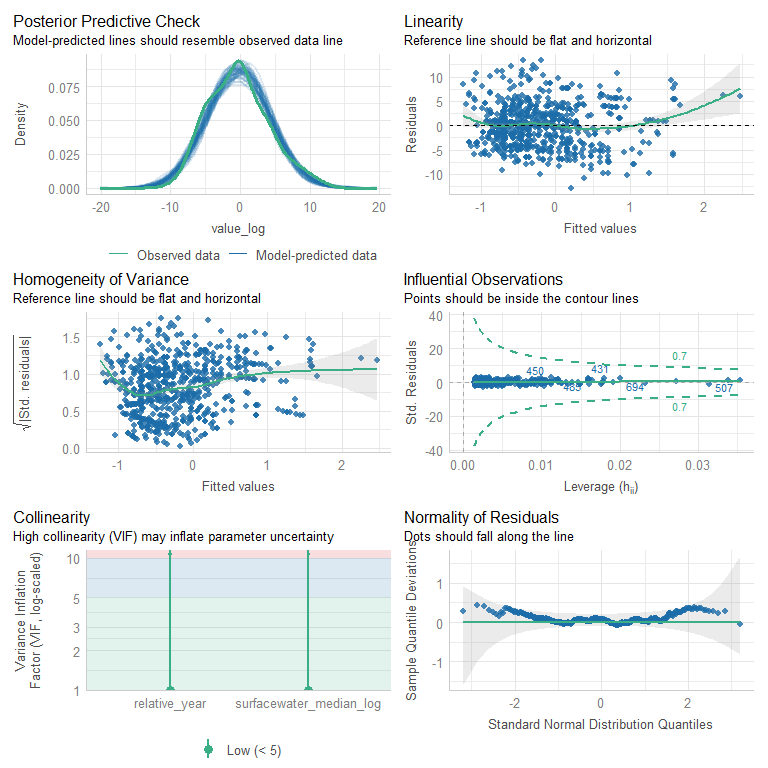 Posterior Predictive Check
Model-predicted lines should resemble observed data line
Density
0.075
0.050
0.025
0.000
-20
-10
0
10
20
value_log
Observed data
Model-predicted data
Linearity
Reference line should be flat and horizontal
Residuals
10
5
0
-5
-10
-1
0
1
2
Fitted values
Homogeneity of Variance
Reference line should be flat and horizontal
√|Std. residuals|
1.5
1.0
0.5
0.0
-1
0
1
2
Fitted values
Influential Observations
Points should be inside the contour lines
Std. Residuals
40
20
0
-20
-40
0.7
450
431
463
694
507
0.7
0.00
0.01
0.02
0.03
Leverage (hii)
Collinearity
High collinearity (VIF) may inflate parameter uncertainty
Variance Inflation
Factor (VIF, log-scaled)
10
5
3
2
1
relative_year
surfacewater_median_log
Low (< 5)
Normality of Residuals
Dots should fall along the line
Sample Quantile Deviations
1
0
-1
-2
0
2
Standard Normal Distribution Quantiles